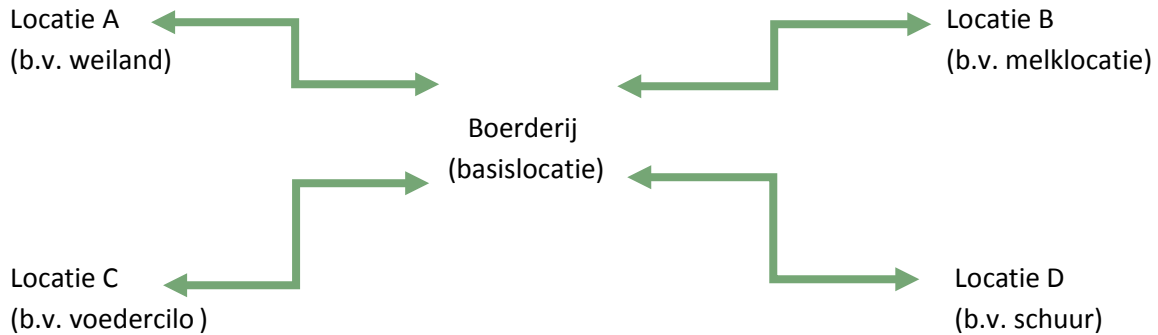 Locatie A
(b.v. weiland)
Locatie B
(b.v. melklocatie)
Boerderij
(basislocatie)
Locatie C
(b.v. voedercilo )
Locatie D
(b.v. schuur)